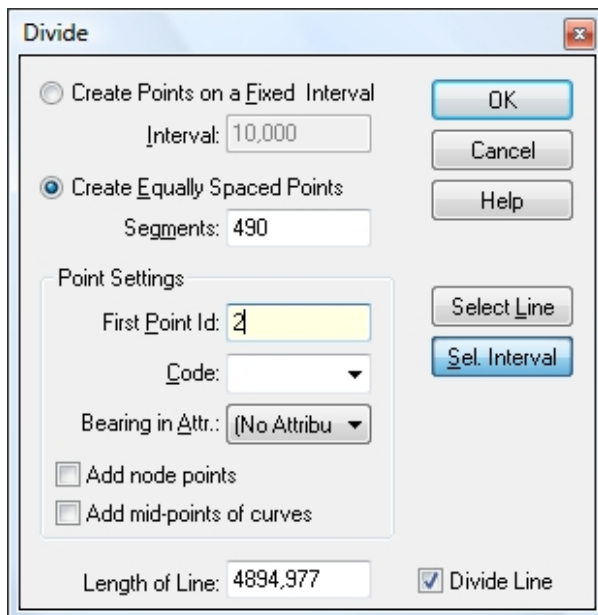 Divide
Create Points on a Fixed Interval
Interval: 10,000
Create Equally Spaced Points
Segments: 490
Point Settings
First Point Id: 2
Code:
Bearing in Attr.: (No Attribu
Add node points
Add mid-points of curves
Length of Line: 4894,977
OK
Cancel
Help
Select Line
Sel. Interval
Divide Line